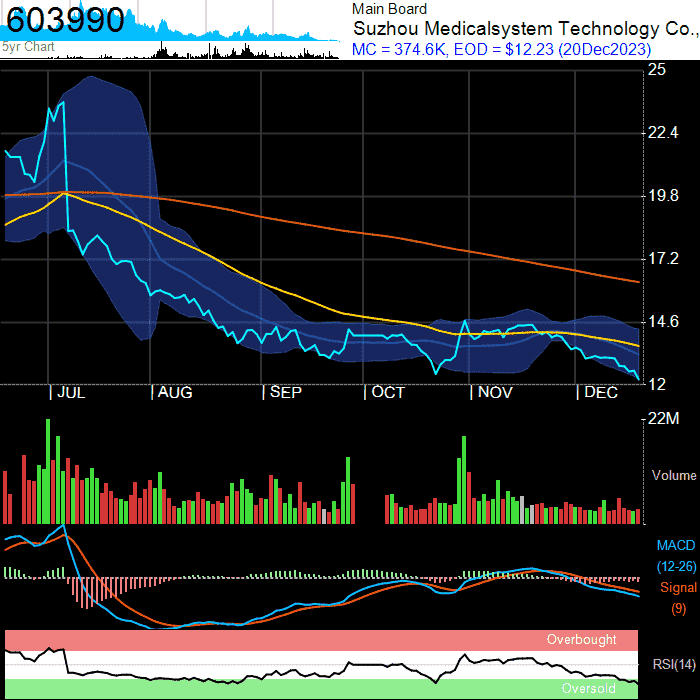 603990
5yr Chart
Main Board
Suzhou Medicalsystem Technology Co.,
MC = 374.6K, EOD = $12.23 (20Dec2023)
25
22.4
19.8
17.2
14.6
12
JUL
AUG
SEP
OCT
NOV
DEC
22M
Volume
MACD
(12-26)
Signal
(9)
Overbought
RSI(14)
Oversold